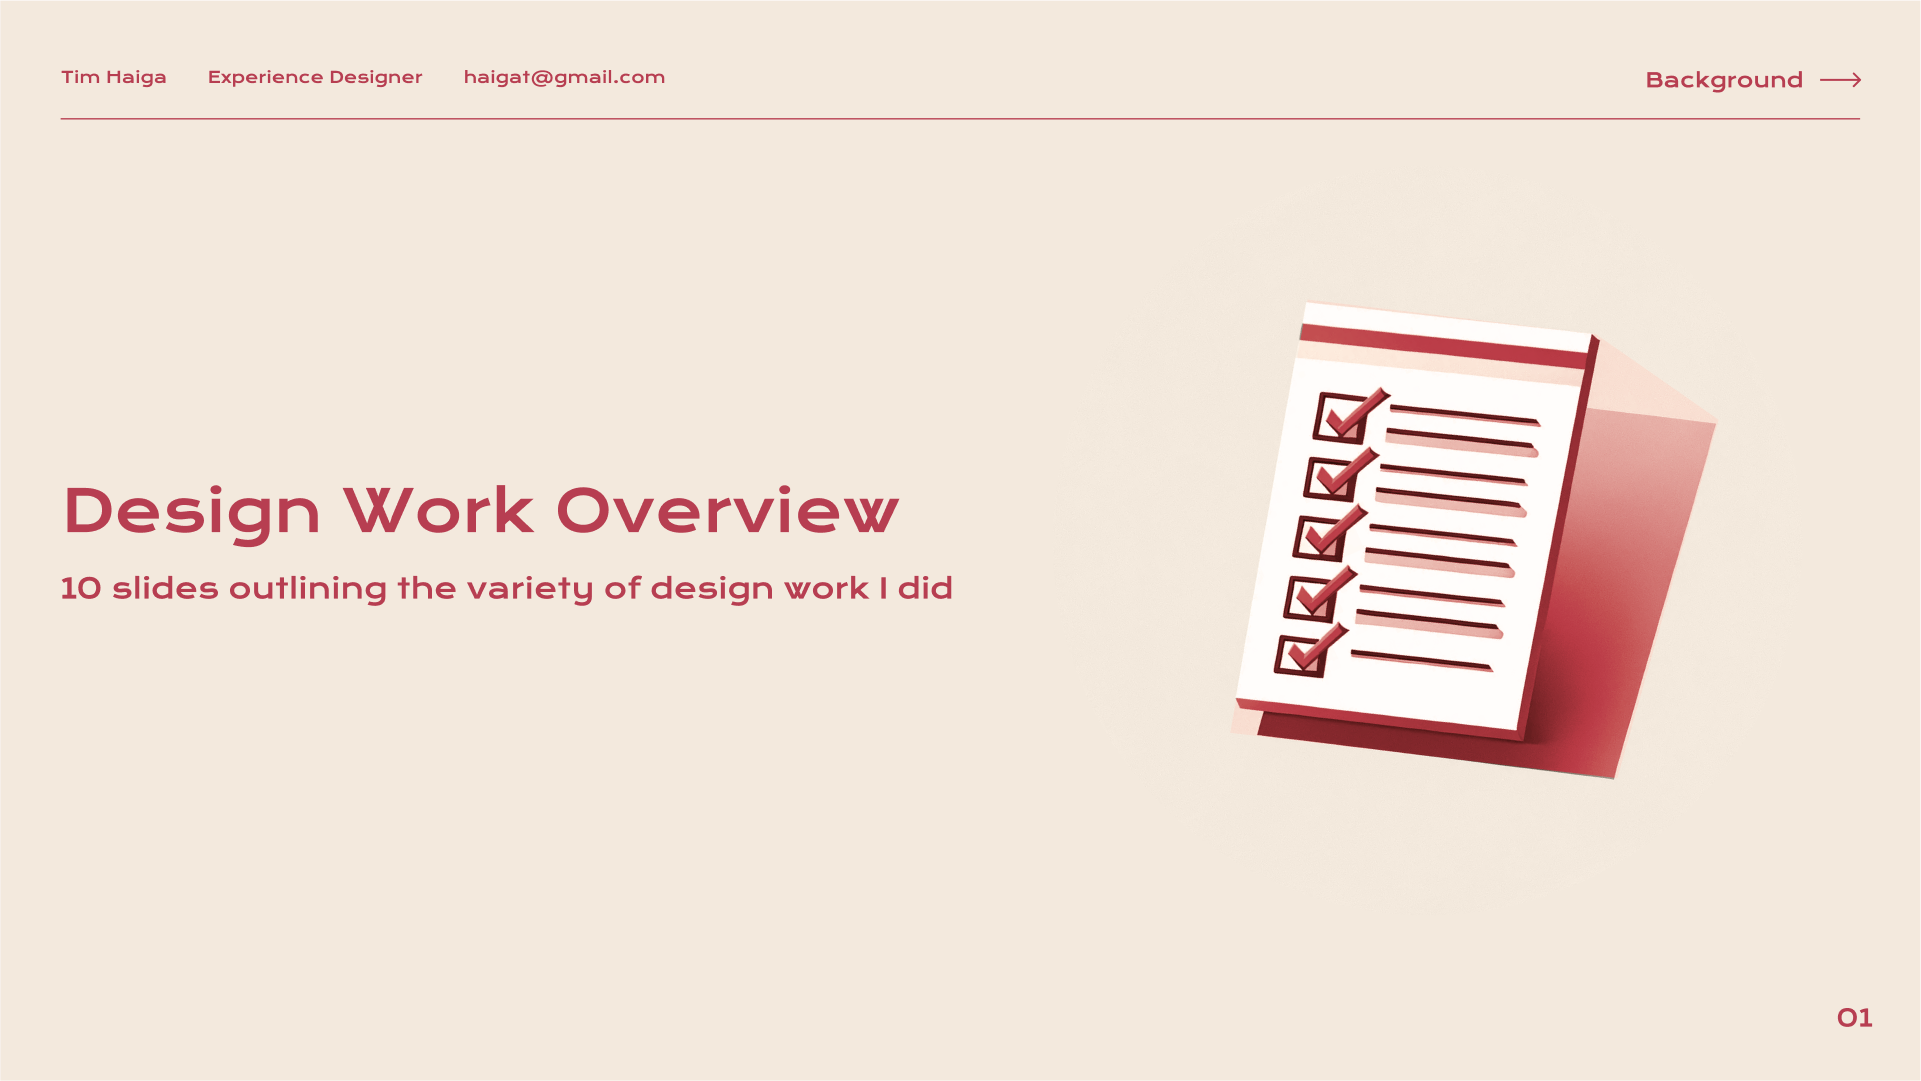 Tim Haiga Experience Designer haigat@gmail.com Background
Design Work Overview
10 slides outlining the variety of design work I did
01